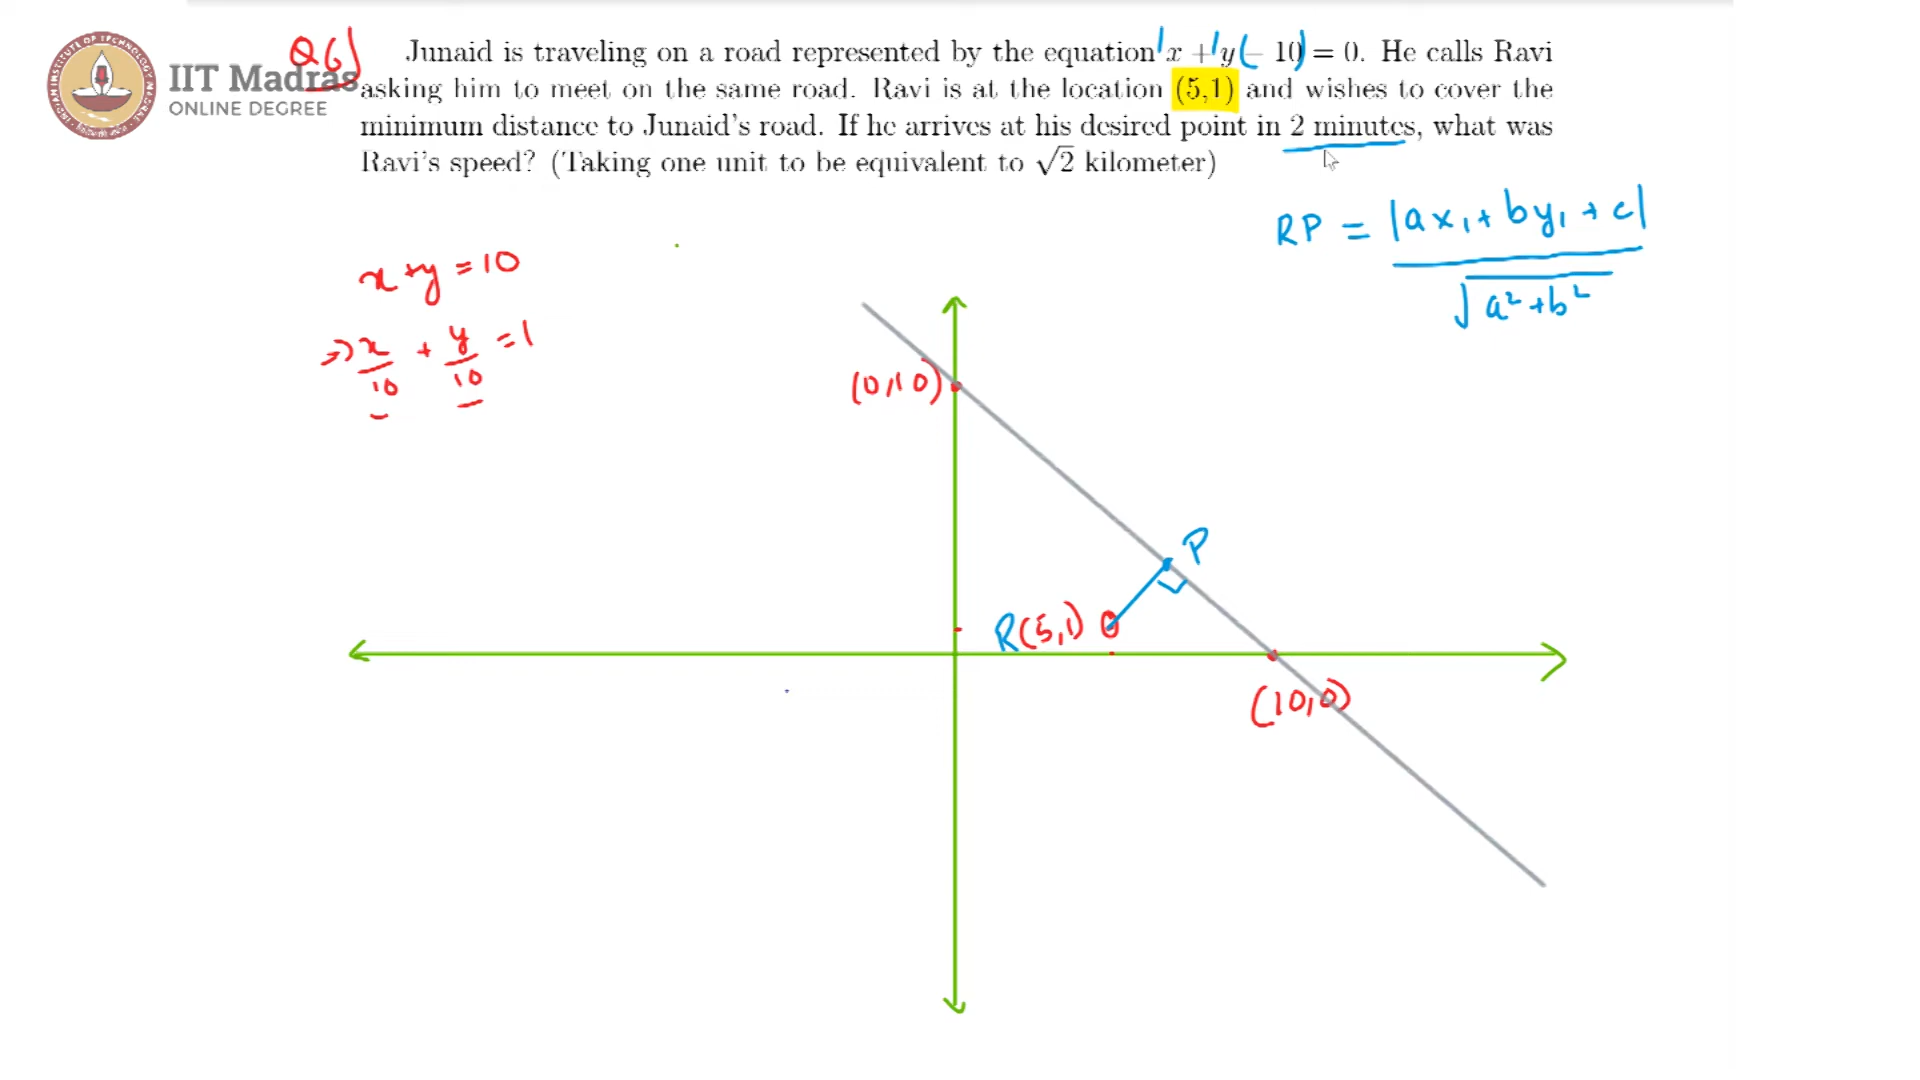 Q6) Junaid is traveling on a road represented by the equation 1x + 1y (- 10) = 0. He calls Ravi
asking him to meet on the same road. Ravi is at the location (5,1) and wishes to cover the
minimum distance to Junaid's road. If he arrives at his desired point in 2 minutes, what was
Ravi's speed? (Taking one unit to be equivalent to √2 kilometer)
IIT Madras
ONLINE DEGREE
RP = |ax₁ + by₁ + c|
√a² + b²
x + y = 10
=> x/10 + y/10 = 1
(0,10)
P
R(5,1)
(10,0)